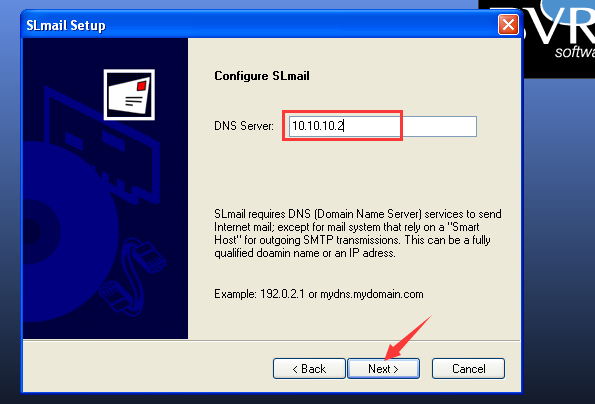 SLmail Setup
VR
softwa
Configure SLmail
DNS Server: 10.10.10.2
SLmail requires DNS (Domain Name Server) services to send
Internet mail; except for mail system that rely on a "Smart
Host" for outgoing SMTP transmissions. This can be a fully
qualified doamin name or an IP adress.
Example: 192.0.2.1 or mydns.mydomain.com
< Back
Next >
Cancel